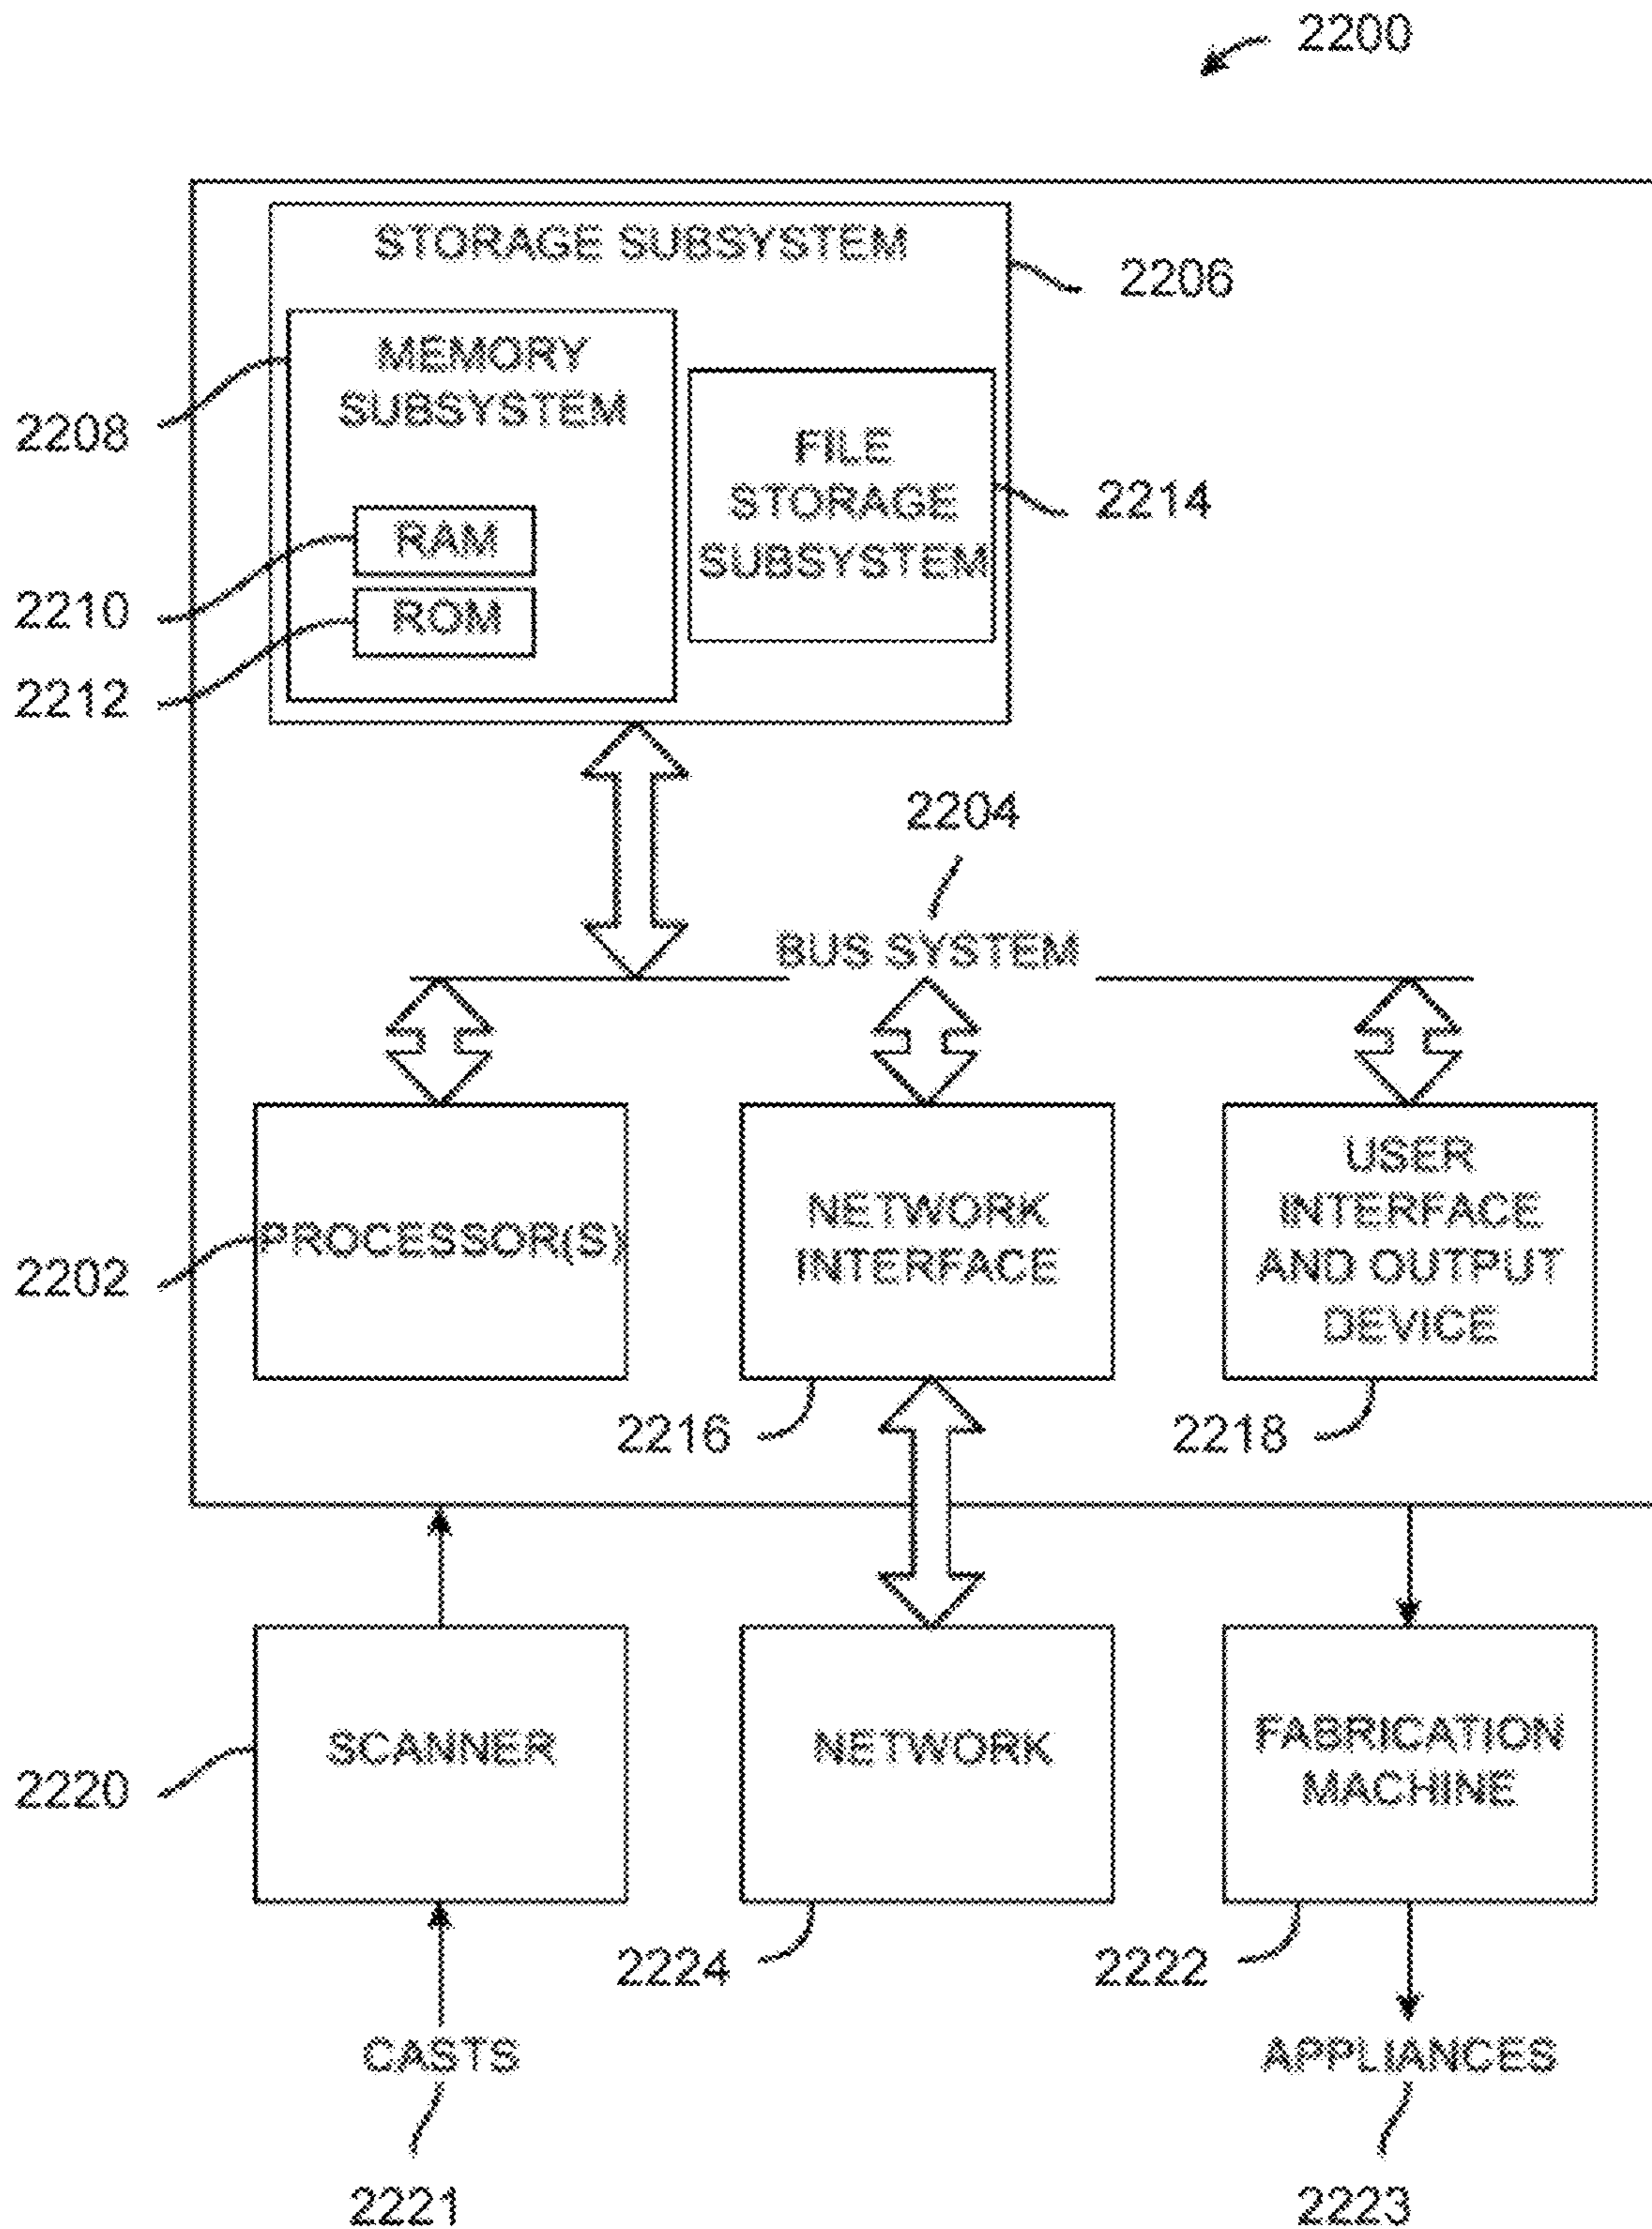 2200
STORAGE SUBSYSTEM
2206
MEMORY
SUBSYSTEM
2208
FILE
STORAGE
SUBSYSTEM
2214
RAM
2210
ROM
2212
2204
BUS SYSTEM
PROCESSOR(S)
2202
NETWORK
INTERFACE
2216
USER
INTERFACE
AND OUTPUT
DEVICE
2218
SCANNER
2220
NETWORK
2224
FABRICATION
MACHINE
2222
CASTS
2221
APPLIANCES
2223